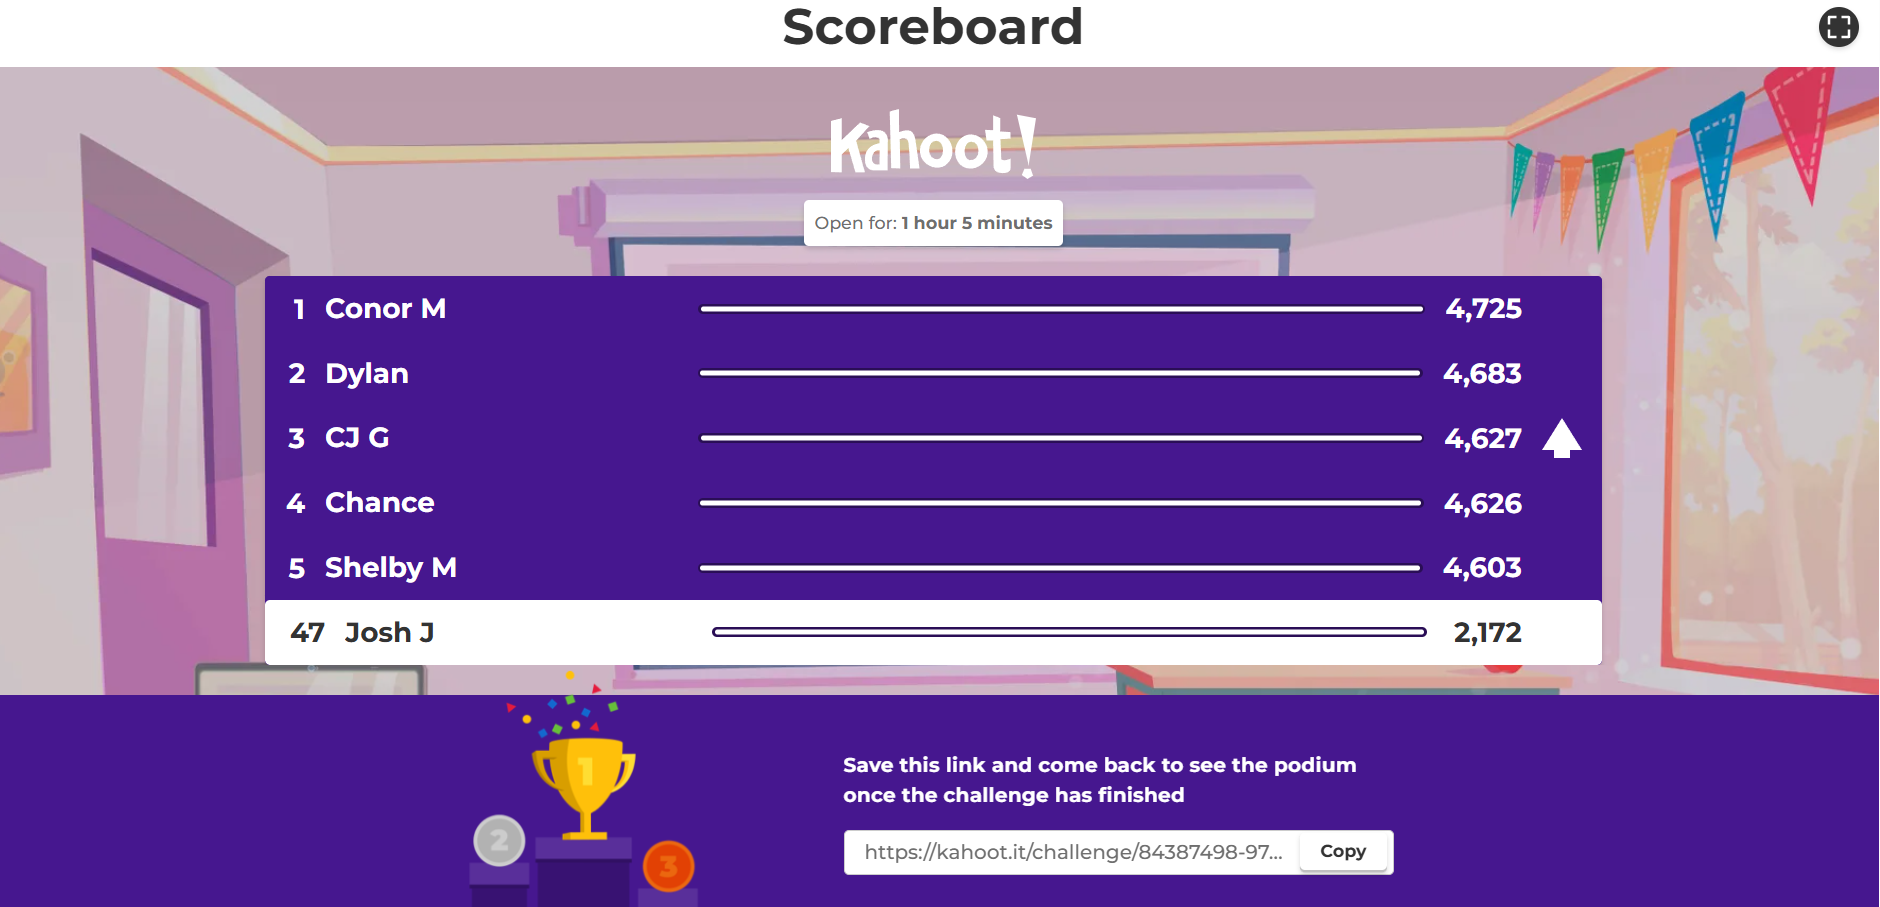 Scoreboard
Kahoot!
Open for: 1 hour 5 minutes
1 Conor M 4,725
2 Dylan 4,683
3 CJ G 4,627
4 Chance 4,626
5 Shelby M 4,603
47 Josh J 2,172
1
2
3
Save this link and come back to see the podium
once the challenge has finished
https://kahoot.it/challenge/84387498-97... Copy